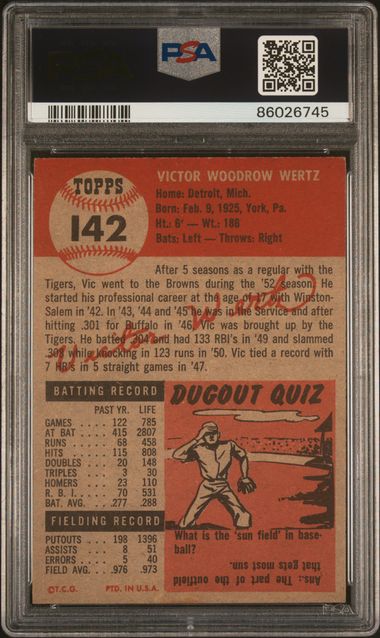 PSA
86026745
TOPPS
142
VICTOR WOODROW WERTZ
Home: Detroit, Mich.
Born: Feb. 9, 1925, York, Pa.
Ht.: 6' — Wt.: 186
Bats: Left — Throws: Right
After 5 seasons as a regular with the
Tigers, Vic went to the Browns during the '52 season. He
started his professional career at the age of 17 with Winston-
Salem in '42. In '43, '44 and '45 he was in the Service and after
hitting .301 for Buffalo in '46, Vic was brought up by the
Tigers. He batted and had 133 RBI's in '49 and slammed
.308 while knocking in 123 runs in '50. Vic tied a record with
7 HR's in 5 straight games in '47.
BATTING RECORD
PAST YR. LIFE
GAMES 122 785
AT BAT 415 2807
RUNS 68 458
HITS 115 808
DOUBLES 20 148
TRIPLES 3 30
HOMERS 23 110
R. B. I. 70 531
BAT. AVG. .277 .288
FIELDING RECORD
PUTOUTS 198 1396
ASSISTS 8 51
ERRORS 5 40
FIELD AVG. .976 .973
©T.C.G. PTD. IN U.S.A.
DUGOUT QUIZ
What is the 'sun field' in base-
ball?
Ans. The part of the outfield
that gets most sun.